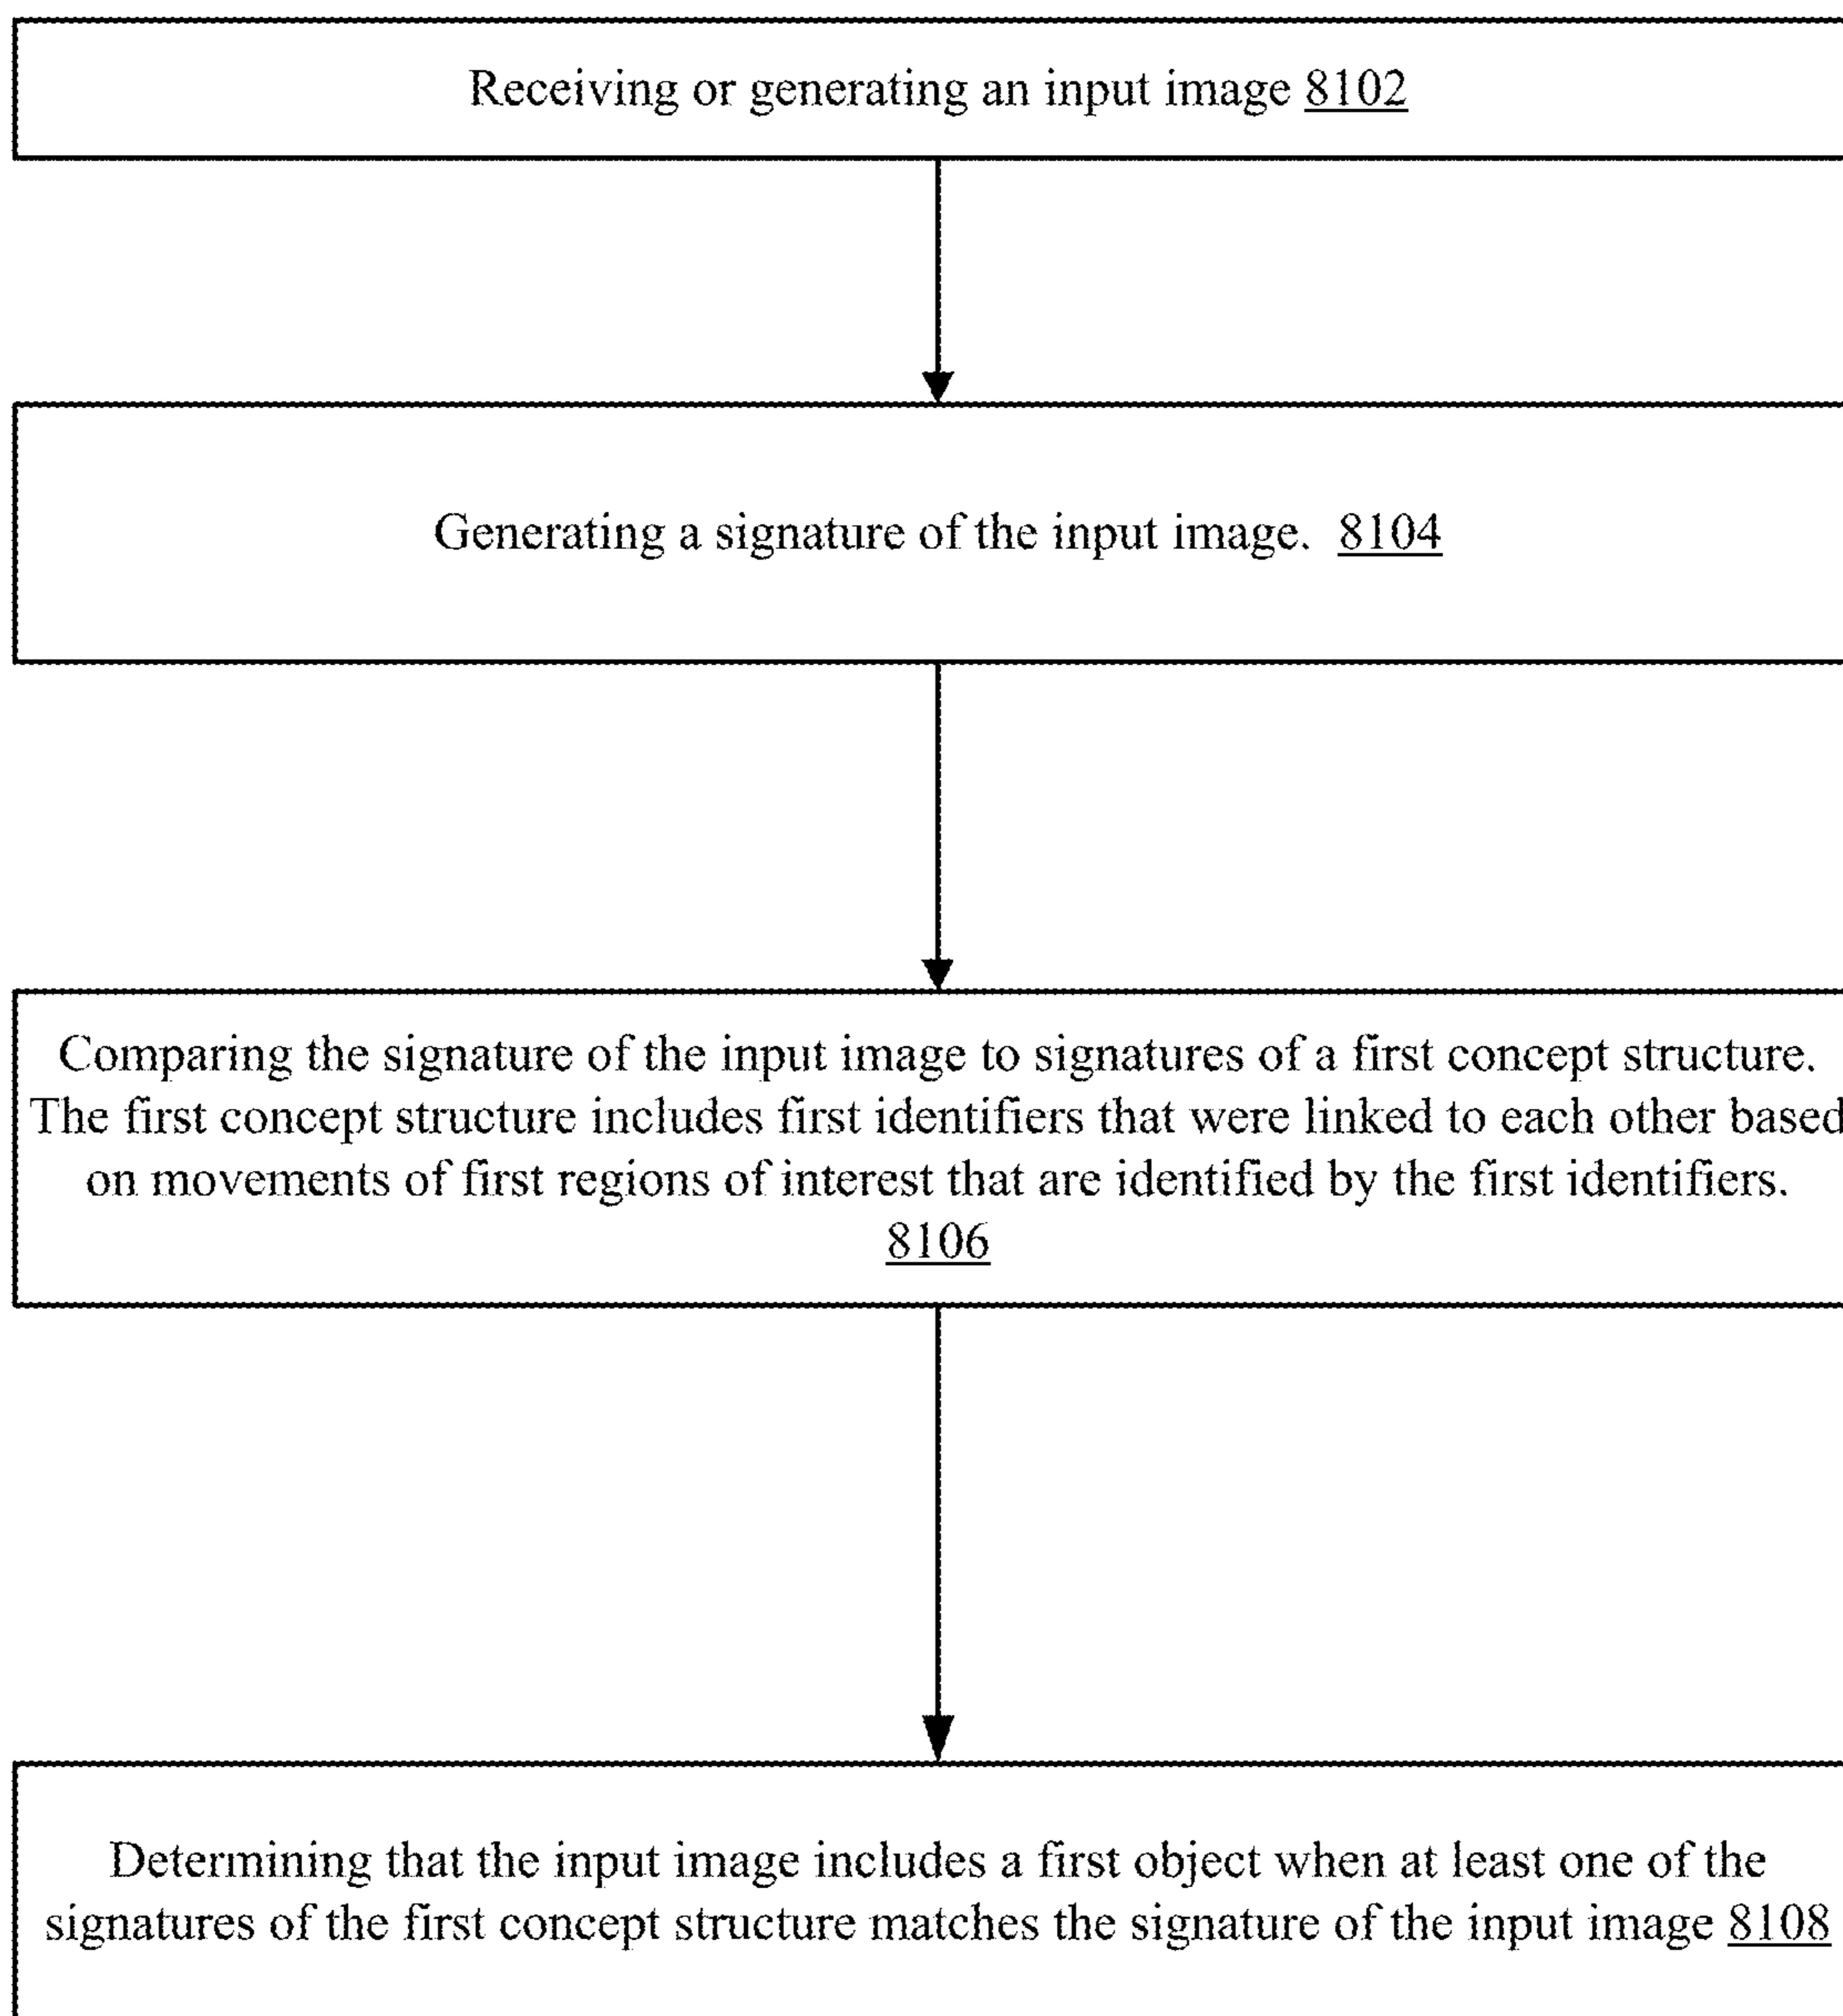 Receiving or generating an input image 8102
Generating a signature of the input image. 8104
Comparing the signature of the input image to signatures of a first concept structure.
The first concept structure includes first identifiers that were linked to each other based
on movements of first regions of interest that are identified by the first identifiers.
8106
Determining that the input image includes a first object when at least one of the
signatures of the first concept structure matches the signature of the input image 8108